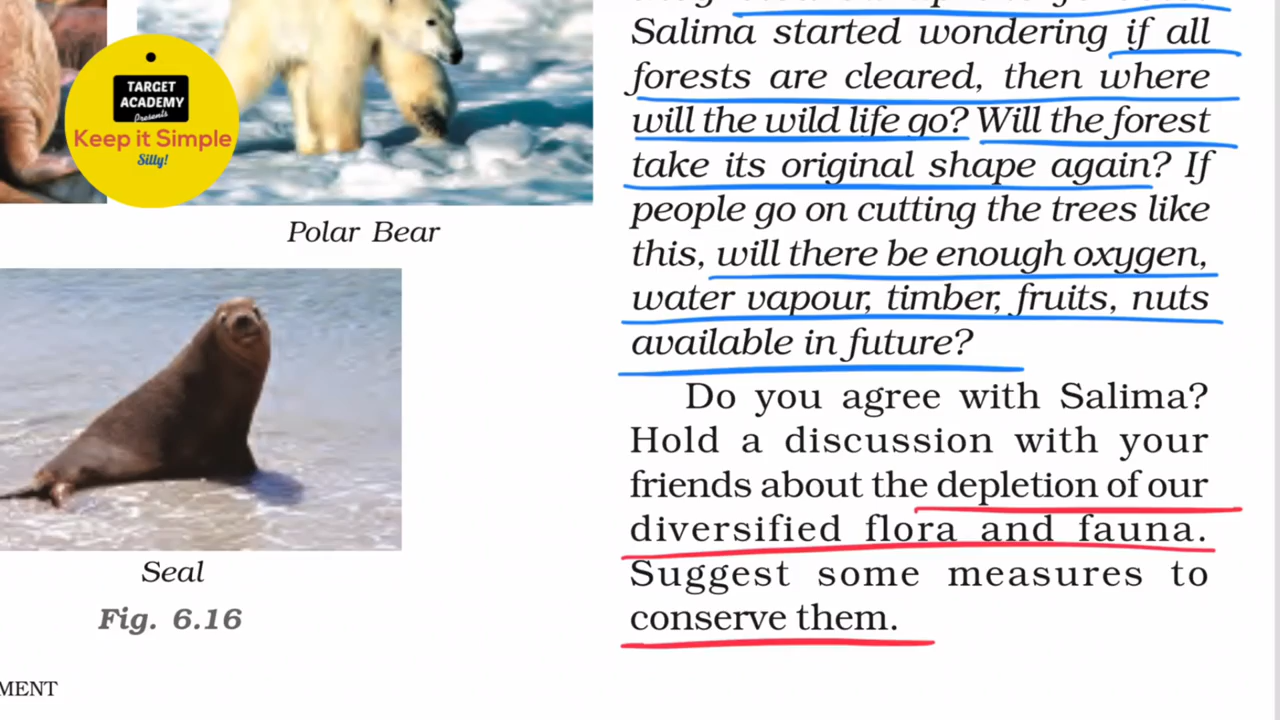 TARGET
ACADEMY
Presents
Keep it Simple
Silly!
Polar Bear
Seal
Fig. 6.16
MENT
Salima started wondering if all
forests are cleared, then where
will the wild life go? Will the forest
take its original shape again? If
people go on cutting the trees like
this, will there be enough oxygen,
water vapour, timber, fruits, nuts
available in future?
Do you agree with Salima?
Hold a discussion with your
friends about the depletion of our
diversified flora and fauna.
Suggest some measures to
conserve them.